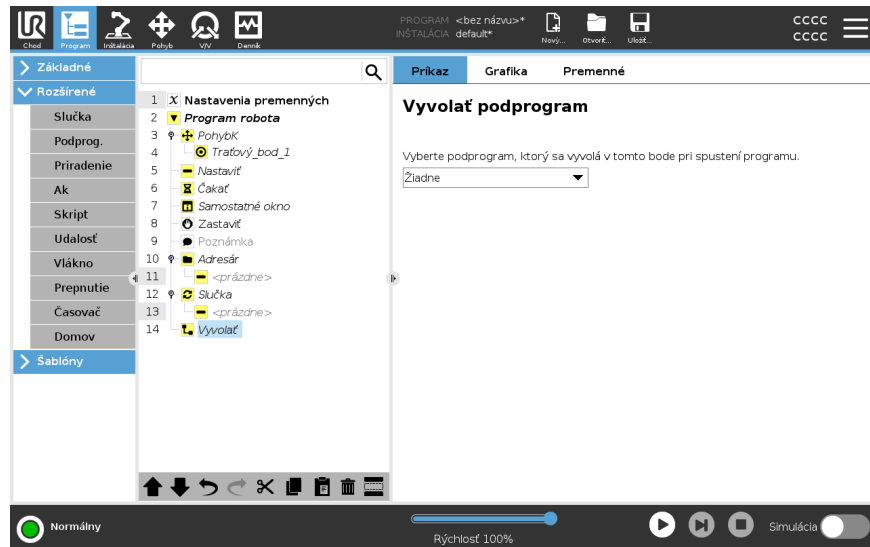 Chod
Program
Inštalácia
Pohyb
V/V
Denník
PROGRAM <bez názvu>*
INŠTALÁCIA default*
Nový...
Otvoriť...
Uložiť...
CCCC
CCCC
Základné
Rozšírené
Slučka
Podprog.
Priradenie
Ak
Skript
Udalosť
Vlákno
Prepnutie
Časovač
Domov
Šablóny
1 X Nastavenia premenných
2 Program robota
3 PohybK
4 Traťový_bod_1
5 Nastaviť
6 Čakať
7 Samostatné okno
8 Zastaviť
9 Poznámka
10 Adresár
11 <prázdne>
12 Slučka
13 <prázdne>
14 Vyvolať
Príkaz Grafika Premenné
Vyvolať podprogram
Vyberte podprogram, ktorý sa vyvolá v tomto bode pri spustení programu.
Žiadne
Normálny
Rýchlosť 100%
Simulácia